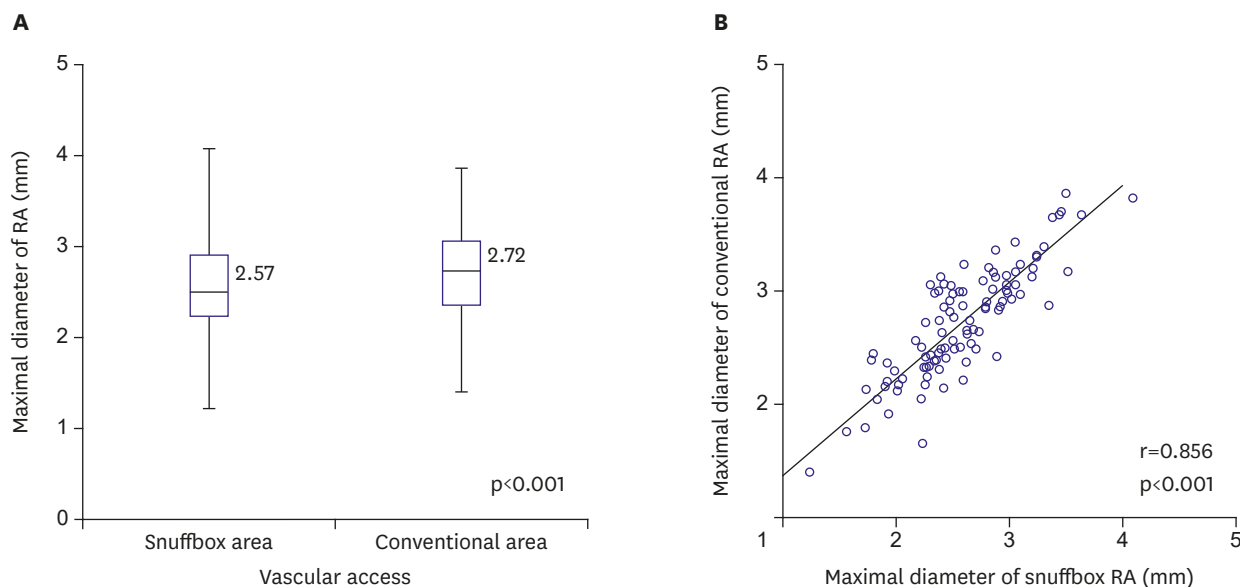 A
Maximal diameter of RA (mm)
5
4
3
2
1
0
2.57
2.72
p<0.001
Snuffbox area
Conventional area
Vascular access
B
Maximal diameter of conventional RA (mm)
5
4
3
2
r=0.856
p<0.001
1
2
3
4
5
Maximal diameter of snuffbox RA (mm)